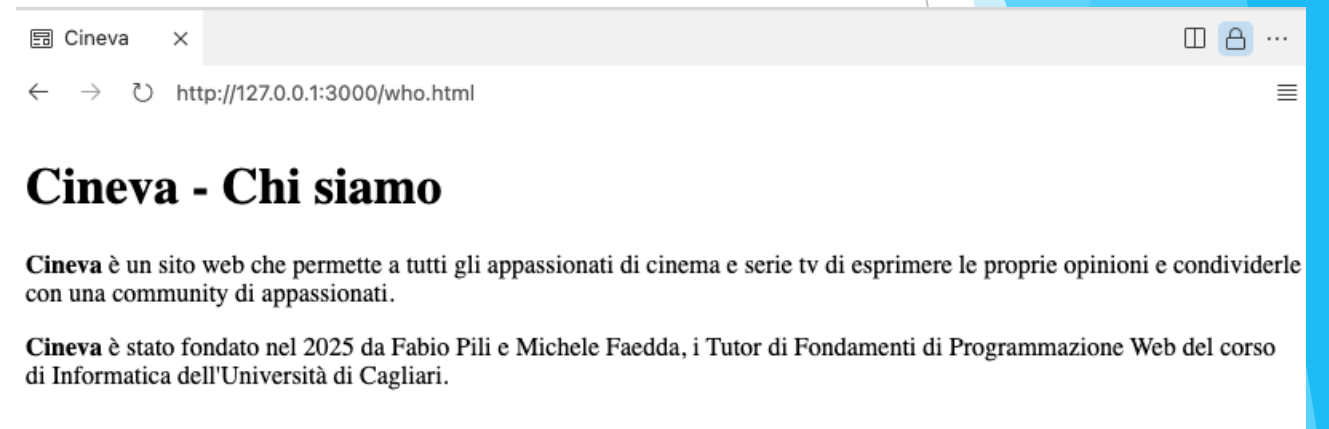 Cineva
http://127.0.0.1:3000/who.html
Cineva - Chi siamo
Cineva è un sito web che permette a tutti gli appassionati di cinema e serie tv di esprimere le proprie opinioni e condividerle
con una community di appassionati.
Cineva è stato fondato nel 2025 da Fabio Pili e Michele Faedda, i Tutor di Fondamenti di Programmazione Web del corso
di Informatica dell'Università di Cagliari.